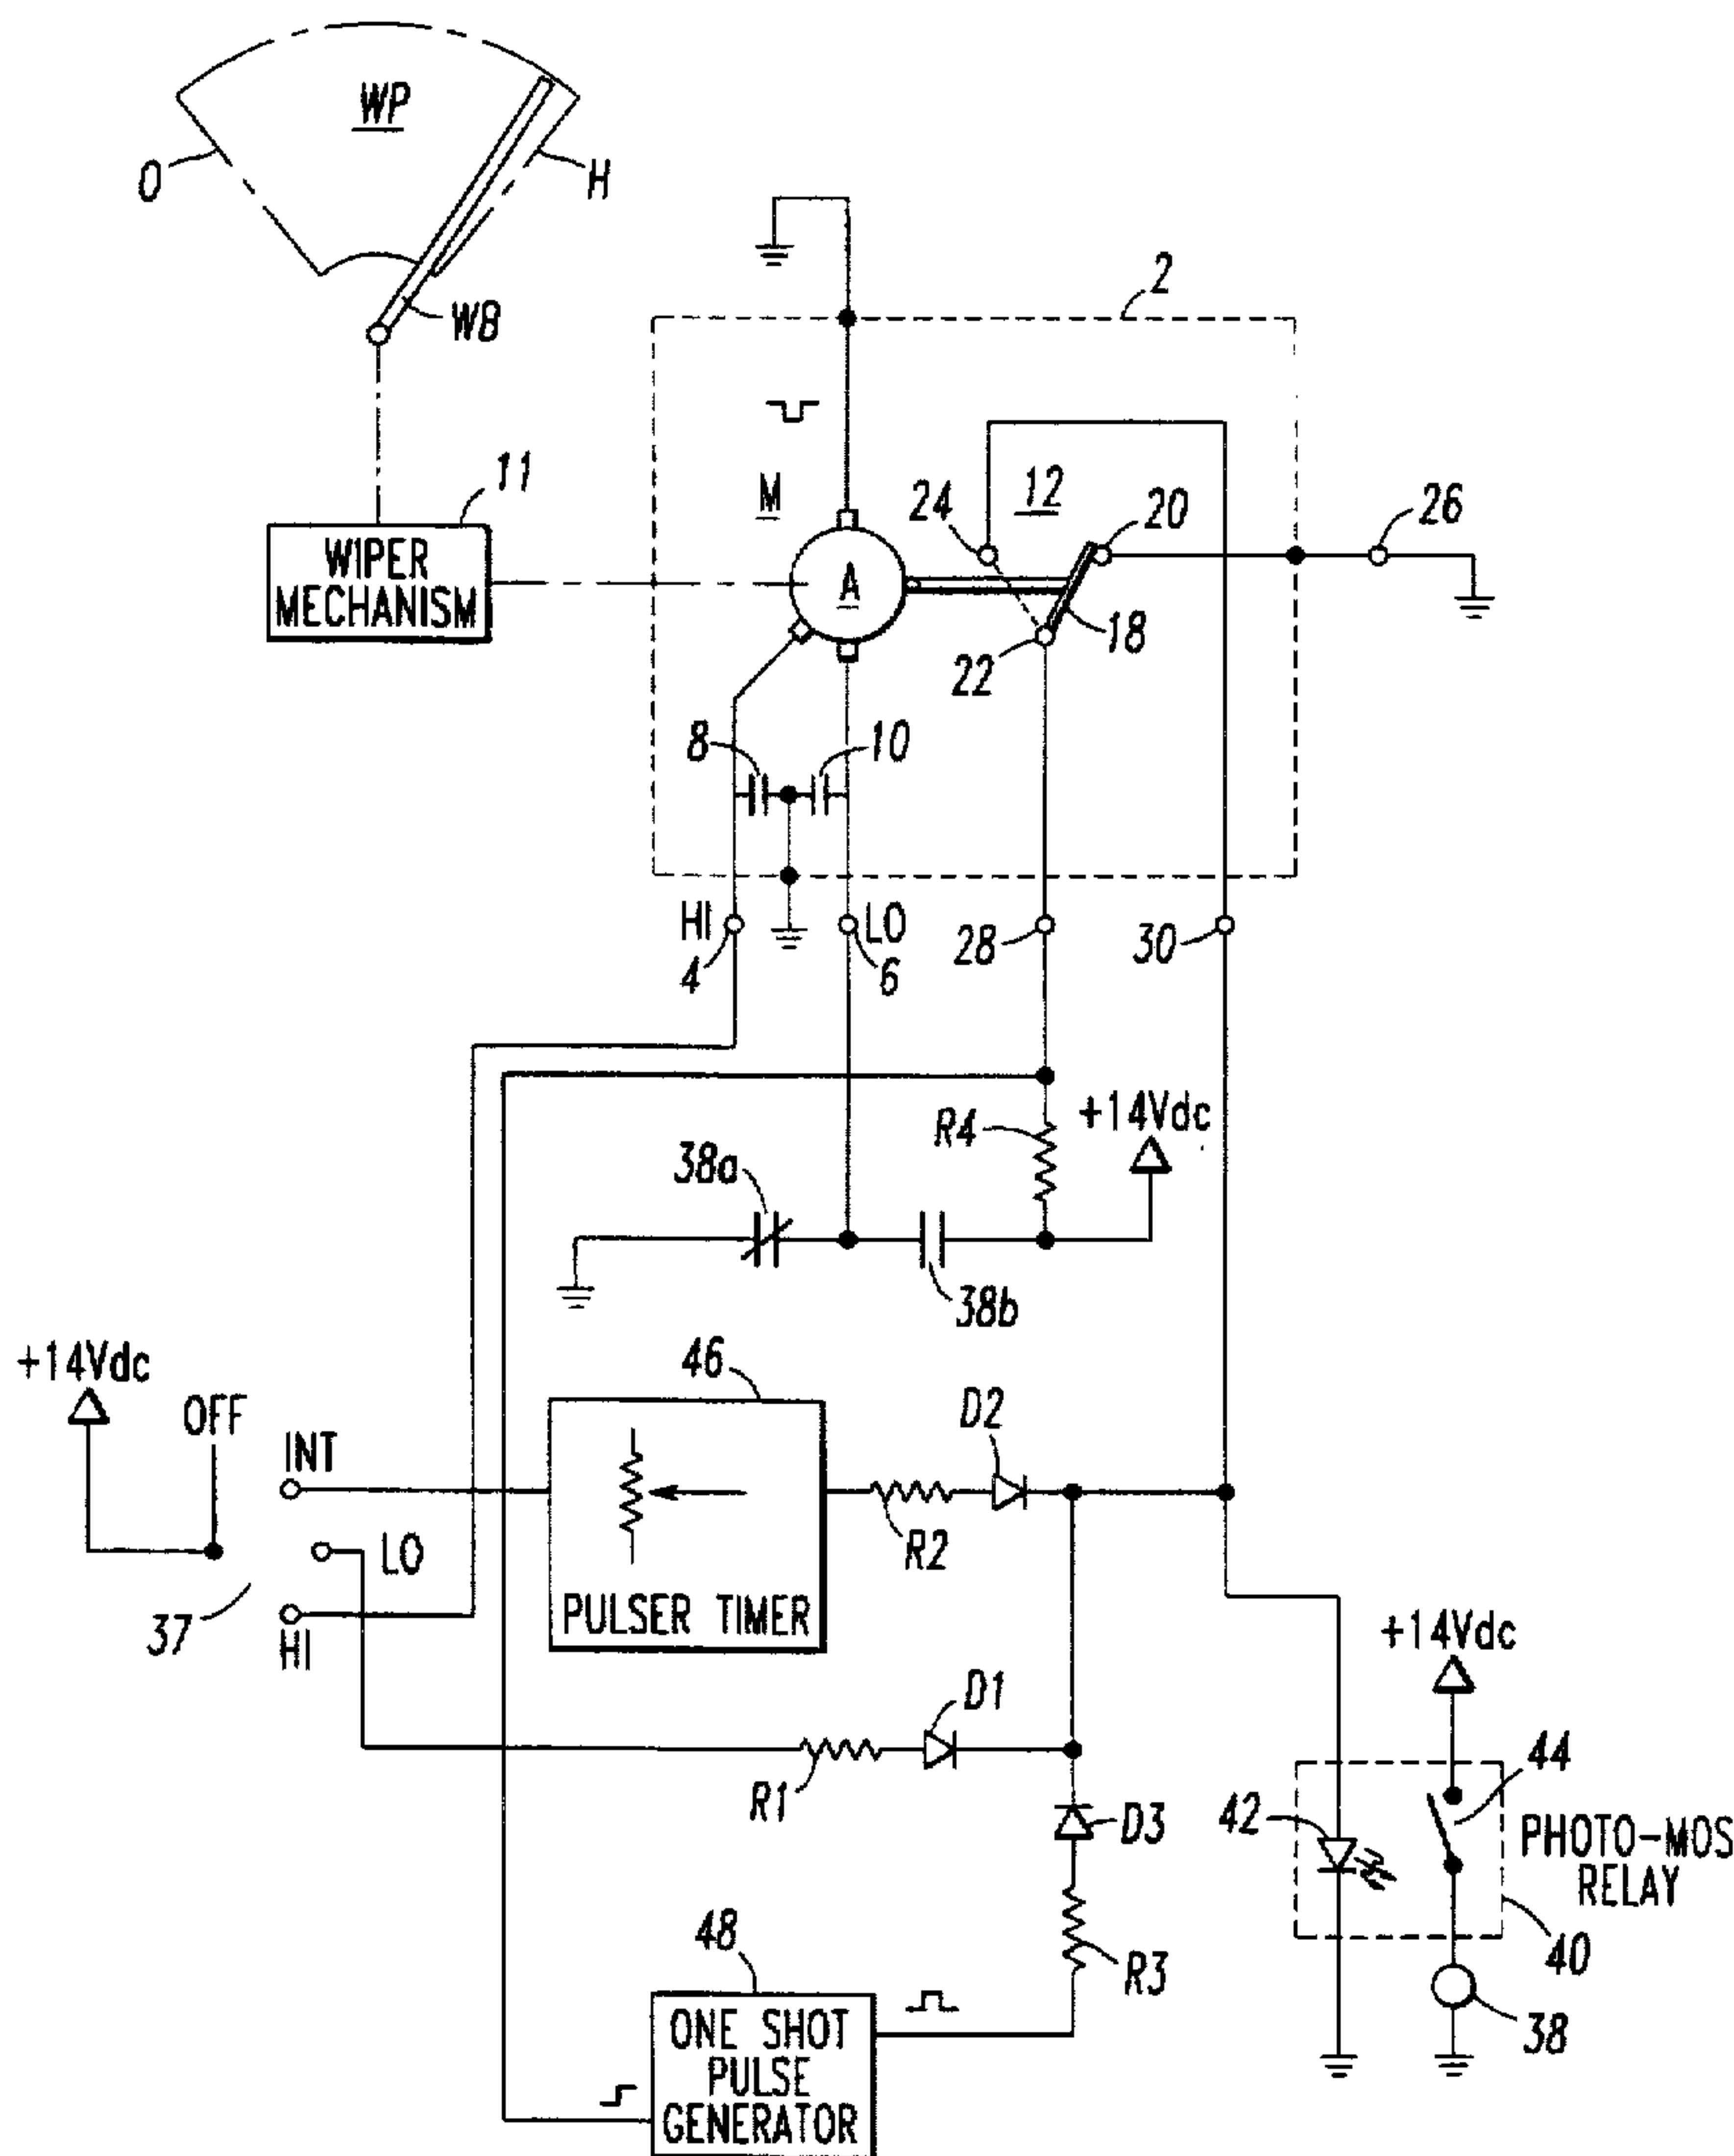 WP
O
H
WB
2
11
M
24
12
20
26
WIPER
MECHANISM
A
18
22
8
10
HI
LO
4
6
28
30
R4
+14Vdc
38a
38b
+14Vdc
46
OFF
D2
INT
LO
R2
37
HI
PULSER TIMER
+14Vdc
D1
44
R1
42
D3
PHOTO-MOS
RELAY
48
R3
40
ONE SHOT
PULSE
GENERATOR
38